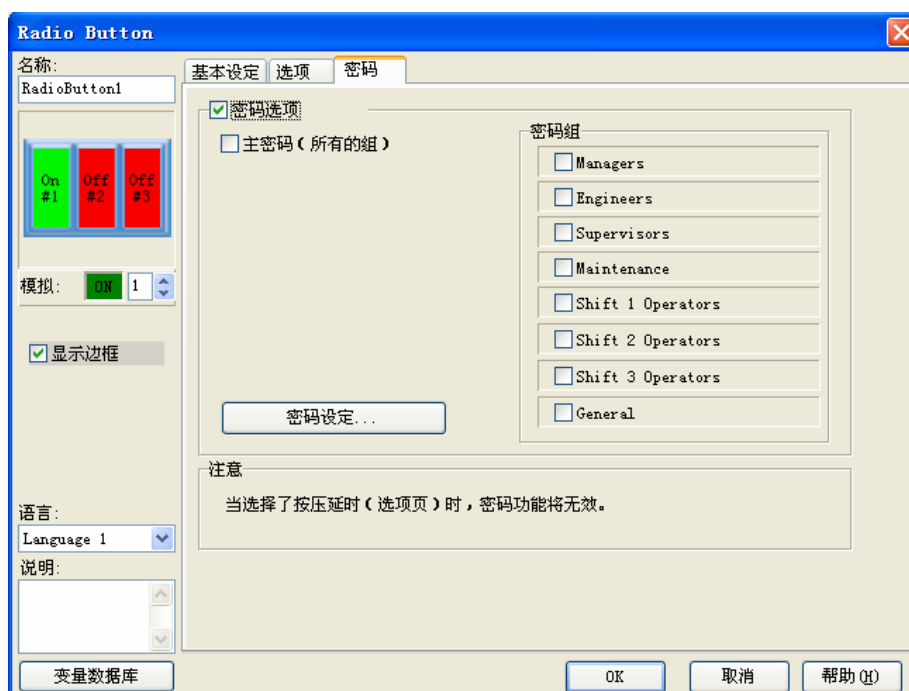 Radio Button
名称:
RadioButton1
基本设定 选项 密码
On #1
Off #2
Off #3
模拟: ON 1
显示边框
密码选项
主密码(所有的组)
密码设定...
密码组
Managers
Engineers
Supervisors
Maintenance
Shift 1 Operators
Shift 2 Operators
Shift 3 Operators
General
注意
当选择了按压延时(选项页)时,密码功能将无效。
语言:
Language 1
说明:
变量数据库
OK 取消 帮助(H)